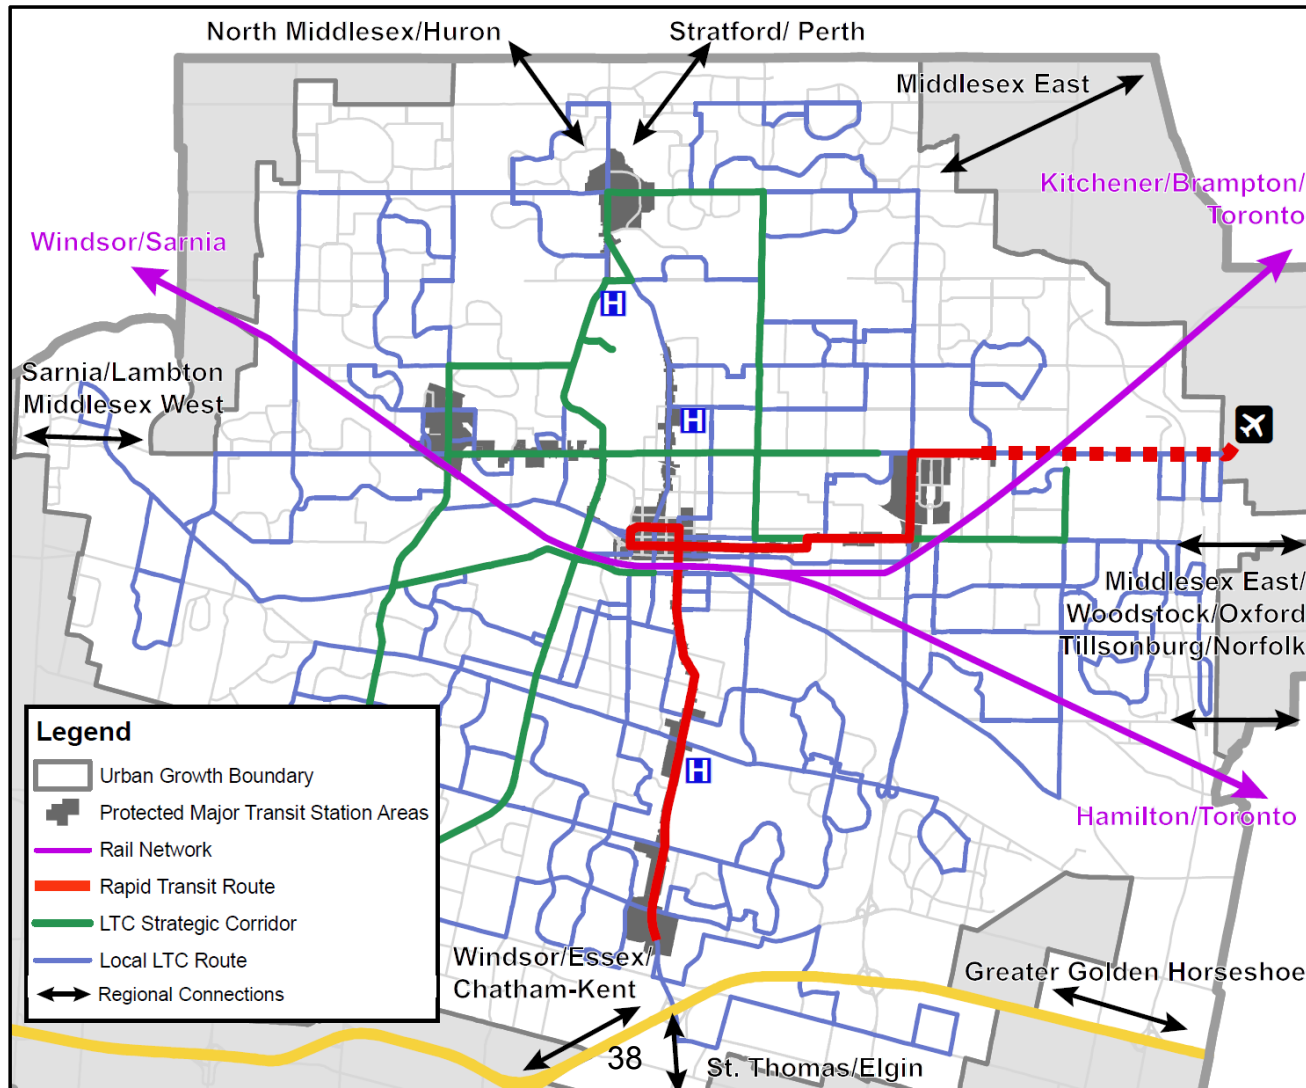 North Middlesex/Huron
Stratford/ Perth
Middlesex East
Kitchener/Brampton/
Toronto
Windsor/Sarnia
H
Sarnia/Lambton
Middlesex West
H
Middlesex East/
Woodstock/Oxford
Tillsonburg/Norfolk
H
Hamilton/Toronto
Legend
Urban Growth Boundary
Protected Major Transit Station Areas
Rail Network
Rapid Transit Route
LTC Strategic Corridor
Local LTC Route
Regional Connections
Windsor/Essex/
Chatham-Kent
Greater Golden Horseshoe
38
St. Thomas/Elgin